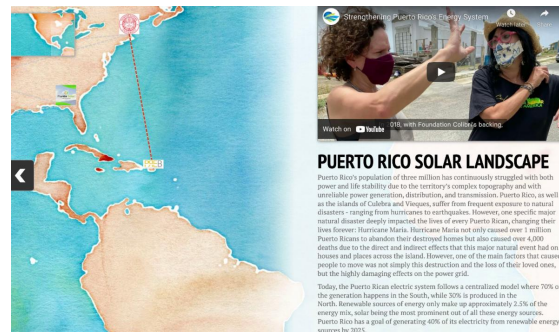 Strengthening Puerto Rico's Energy System
Watch later
018, with Foundation Colibri's backing,
Watch on YouTube
PUERTO RICO SOLAR LANDSCAPE
Puerto Rico's population of three million has continuously struggled with both
power and life stability due to the territory's complex topography and with
unreliable power generation, distribution, and transmission. Puerto Rico, as well
as the islands of Culebra and Vieques, suffer from frequent exposure to natural
disasters - ranging from hurricanes to earthquakes. However, one specific major
natural disaster deeply impacted the lives of every Puerto Rican, changing their
lives forever: Hurricane Maria. Hurricane Maria not only caused over 1 million
Puerto Ricans to abandon their destroyed homes but also caused over 4,000
deaths due to the direct and indirect effects that this major natural event had on
houses and places across the island. However, one of the main factors that caused
people to move was not simply this destruction and the loss of their loved ones,
but the highly damaging effects on the power grid.
Today, the Puerto Rican electric system follows a centralized model where 70% o
the generation happens in the South, while 30% is produced in the
North. Renewable sources of energy only make up approximately 2.5% of the
energy mix, solar being the most prominent out of all these energy sources.
Puerto Rico has a goal of generating 40% of its electricity from renewable energy
sources by 2025